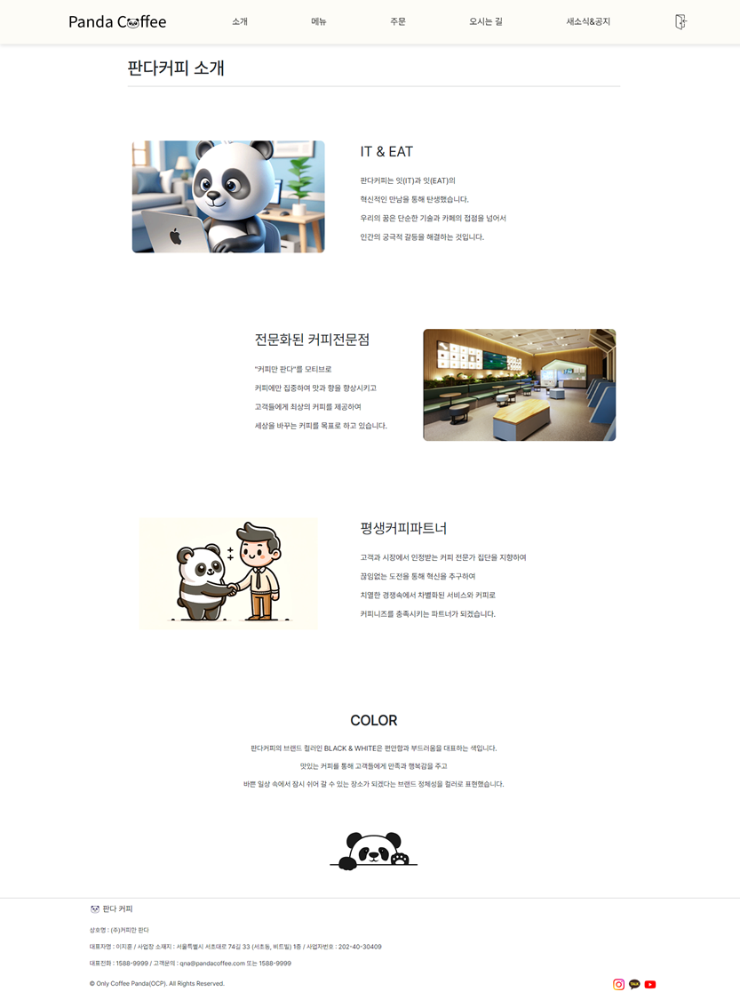 Panda Coffee
소개
메뉴
주문
오시는 길
새소식&공지
판다커피 소개
IT & EAT
판다커피는 잇(IT)과 잇(EAT)의
혁신적인 만남을 통해 탄생했습니다.
우리의 꿈은 단순한 기술과 카페의 접점을 넘어서
인간의 궁극적 갈등을 해결하는 것입니다.
전문화된 커피전문점
"커피만 판다"를 모티브로
커피에만 집중하여 맛과 향을 향상시키고
고객들에게 최상의 커피를 제공하여
세상을 바꾸는 커피를 목표로 하고 있습니다.
평생커피파트너
고객과 시장에서 인정받는 커피 전문가 집단을 지향하여
끊임없는 도전을 통해 혁신을 추구하여
치열한 경쟁속에서 차별화된 서비스와 커피로
커피니즈를 충족시키는 파트너가 되겠습니다.
COLOR
판다커피의 브랜드 컬러인 BLACK & WHITE은 편안함과 부드러움을 대표하는 색입니다.
맛있는 커피를 통해 고객들에게 만족과 행복감을 주고
바쁜 일상 속에서 잠시 쉬어 갈 수 있는 장소가 되겠다는 브랜드 정체성을 컬러로 표현했습니다.
판다 커피
상호명 : (주)커피만 판다
대표자명 : 이지훈 / 사업장 소재지 : 서울특별시 서초대로 74길 33 (서초동, 비트빌) 1층 / 사업자번호 : 202-40-30409
대표전화 : 1588-9999 / 고객문의 : qna@pandacoffee.com 또는 1588-9999
© Only Coffee Panda(OCP). All Rights Reserved.
TALK